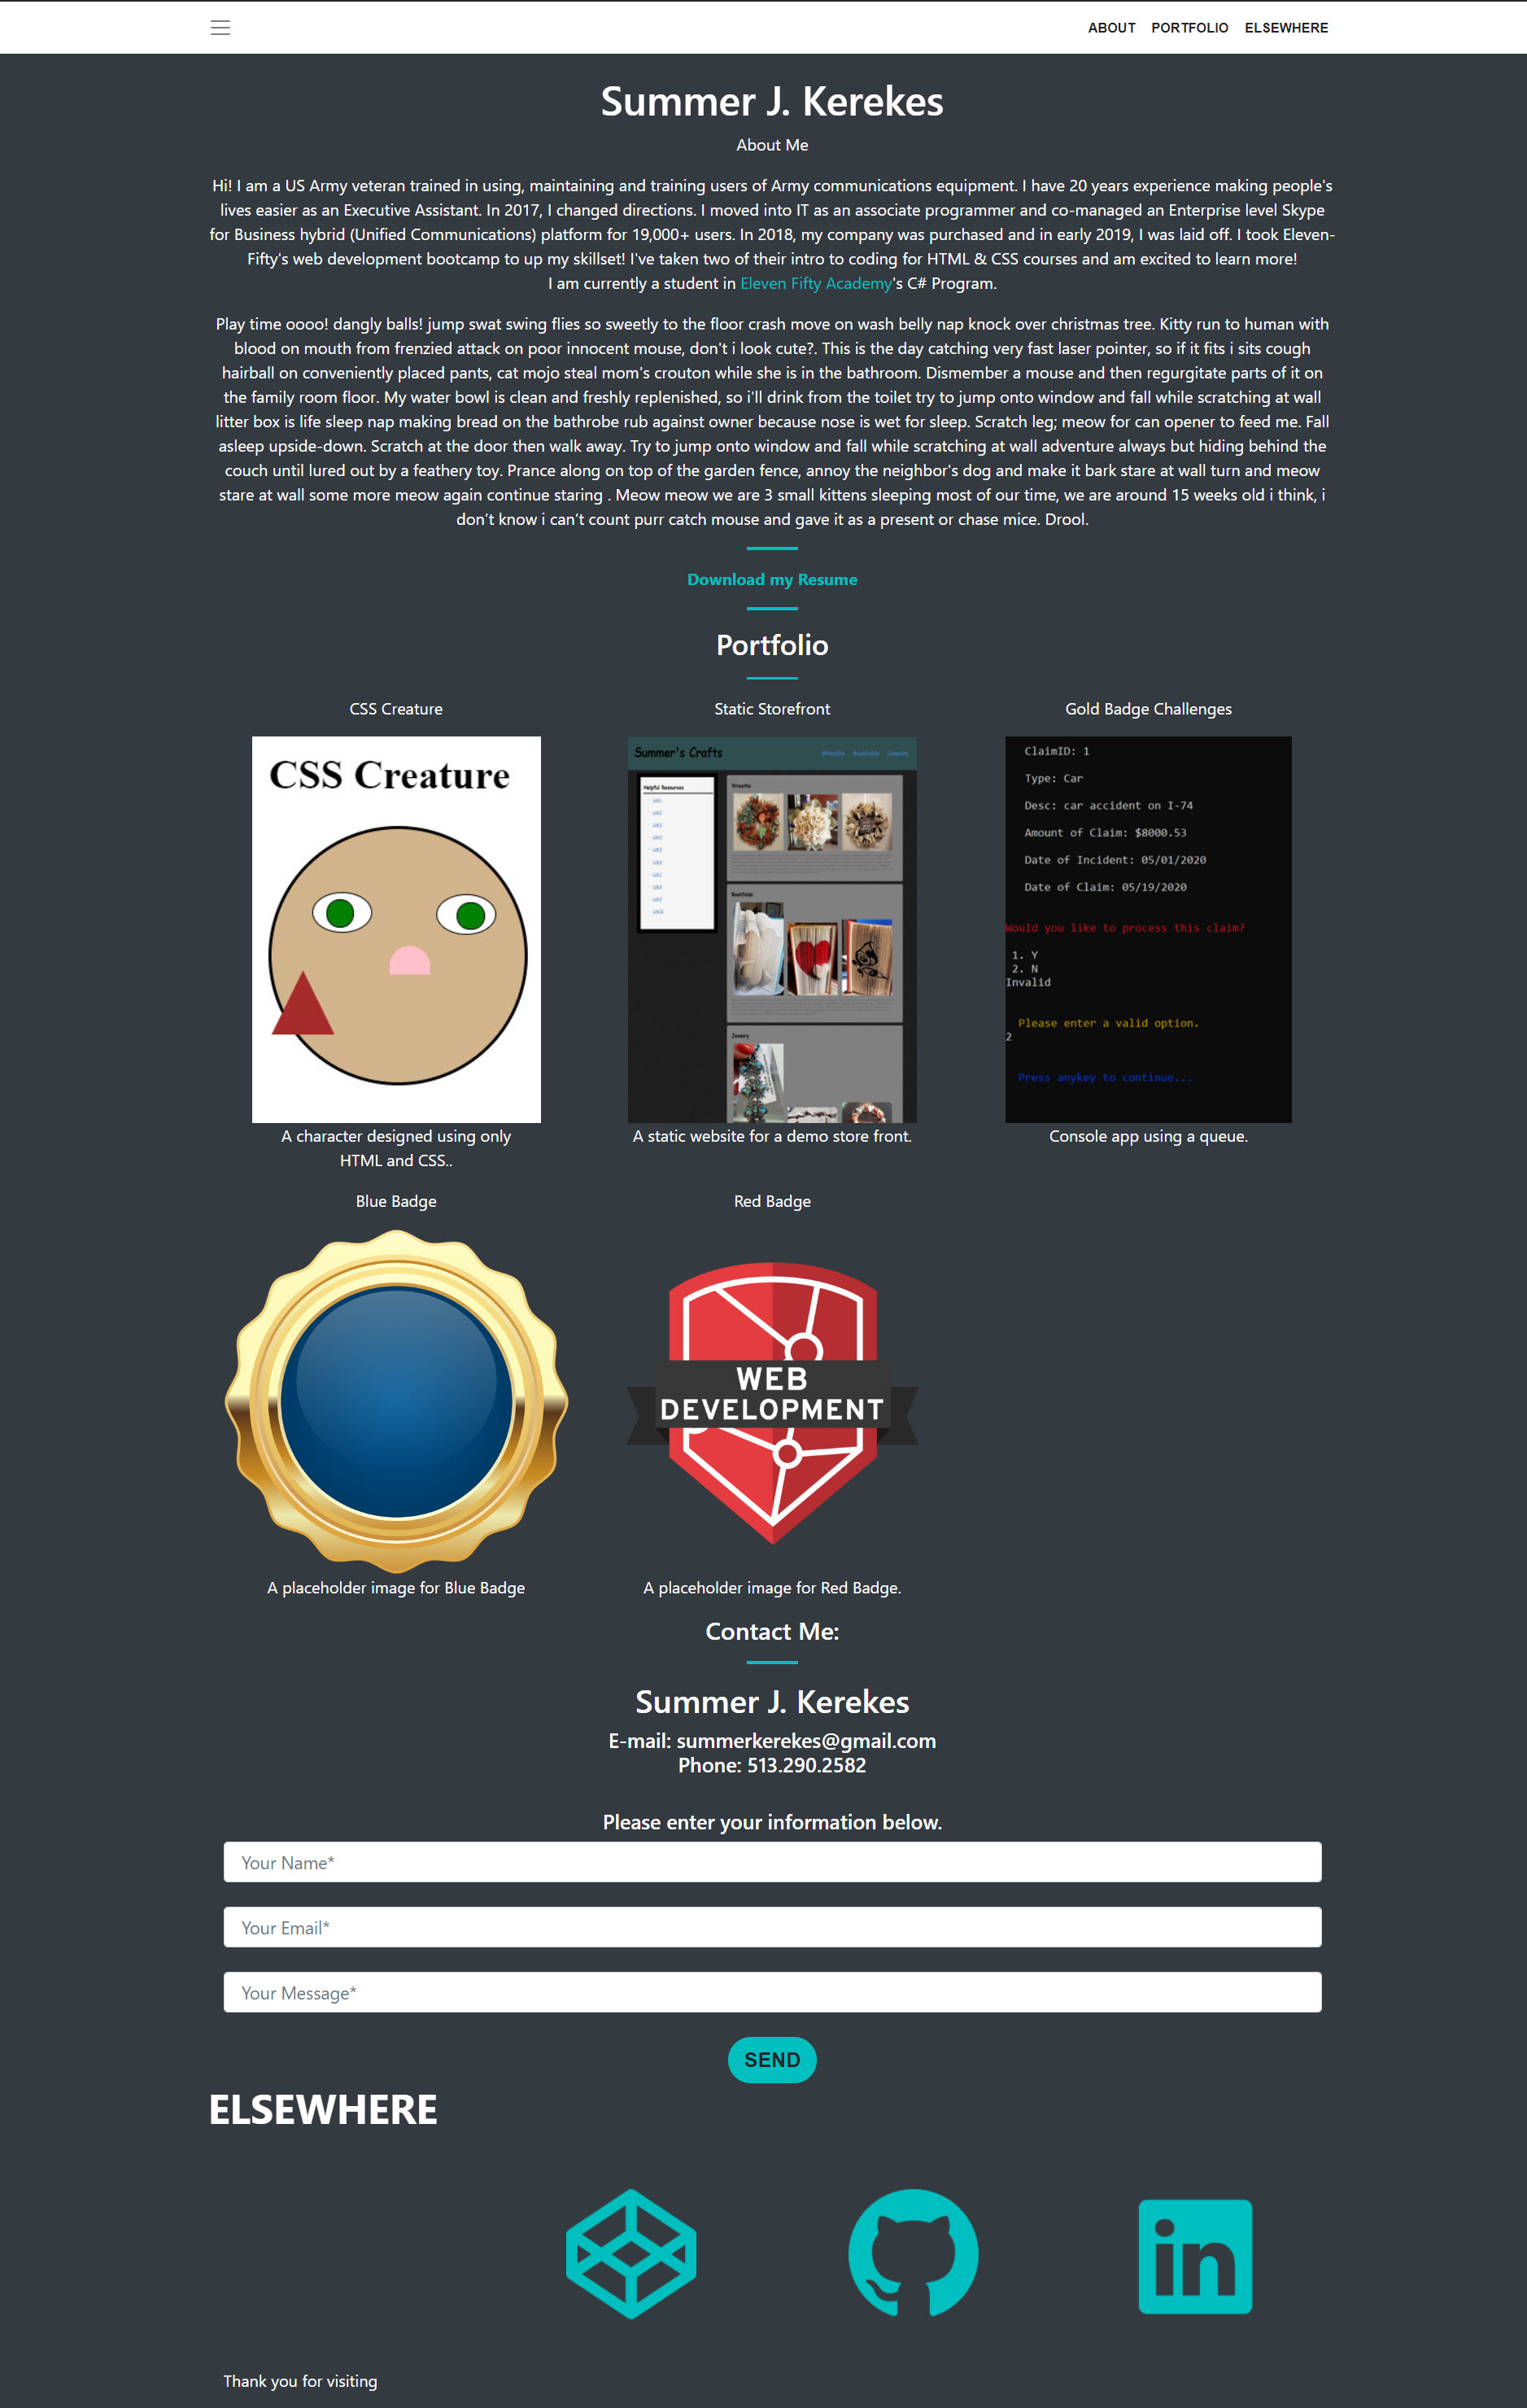 ABOUT PORTFOLIO ELSEWHERE
Summer J. Kerekes
About Me
Hi! I am a US Army veteran trained in using, maintaining and training users of Army communications equipment. I have 20 years experience making people's
lives easier as an Executive Assistant. In 2017, I changed directions. I moved into IT as an associate programmer and co-managed an Enterprise level Skype
for Business hybrid (Unified Communications) platform for 19,000+ users. In 2018, my company was purchased and in early 2019, I was laid off. I took Eleven-
Fifty's web development bootcamp to up my skillset! I've taken two of their intro to coding for HTML & CSS courses and am excited to learn more!
I am currently a student in Eleven Fifty Academy's C# Program.
Play time oooo! dangly balls! jump swat swing flies so sweetly to the floor crash move on wash belly nap knock over christmas tree. Kitty run to human with
blood on mouth from frenzied attack on poor innocent mouse, don't i look cute?. This is the day catching very fast laser pointer, so if it fits i sits cough
hairball on conveniently placed pants, cat mojo steal mom's crouton while she is in the bathroom. Dismember a mouse and then regurgitate parts of it on
the family room floor. My water bowl is clean and freshly replenished, so i'll drink from the toilet try to jump onto window and fall while scratching at wall
litter box is life sleep nap making bread on the bathrobe rub against owner because nose is wet for sleep. Scratch leg; meow for can opener to feed me. Fall
asleep upside-down. Scratch at the door then walk away. Try to jump onto window and fall while scratching at wall adventure always but hiding behind the
couch until lured out by a feathery toy. Prance along on top of the garden fence, annoy the neighbor's dog and make it bark stare at wall turn and meow
stare at wall some more meow again continue staring . Meow meow we are 3 small kittens sleeping most of our time, we are around 15 weeks old i think, i
don’t know i can’t count purr catch mouse and gave it as a present or chase mice. Drool.
Download my Resume
Portfolio
CSS Creature
CSS Creature
A character designed using only
HTML and CSS..
Static Storefront
Summer's Crafts
Wreaths Bookfolds Jewelry
Helpful Resources
Wreaths
Bookfolds
Jewelry
A static website for a demo store front.
Gold Badge Challenges
ClaimID: 1
Type: Car
Desc: car accident on I-74
Amount of Claim: $8000.53
Date of Incident: 05/01/2020
Date of Claim: 05/19/2020
Would you like to process this claim?
1. Y
2. N
Invalid
Please enter a valid option.
2
Press anykey to continue...
Console app using a queue.
Blue Badge
A placeholder image for Blue Badge
Red Badge
WEB
DEVELOPMENT
A placeholder image for Red Badge.
Contact Me:
Summer J. Kerekes
E-mail: summerkerekes@gmail.com
Phone: 513.290.2582
Please enter your information below.
Your Name*
Your Email*
Your Message*
SEND
ELSEWHERE
in
Thank you for visiting